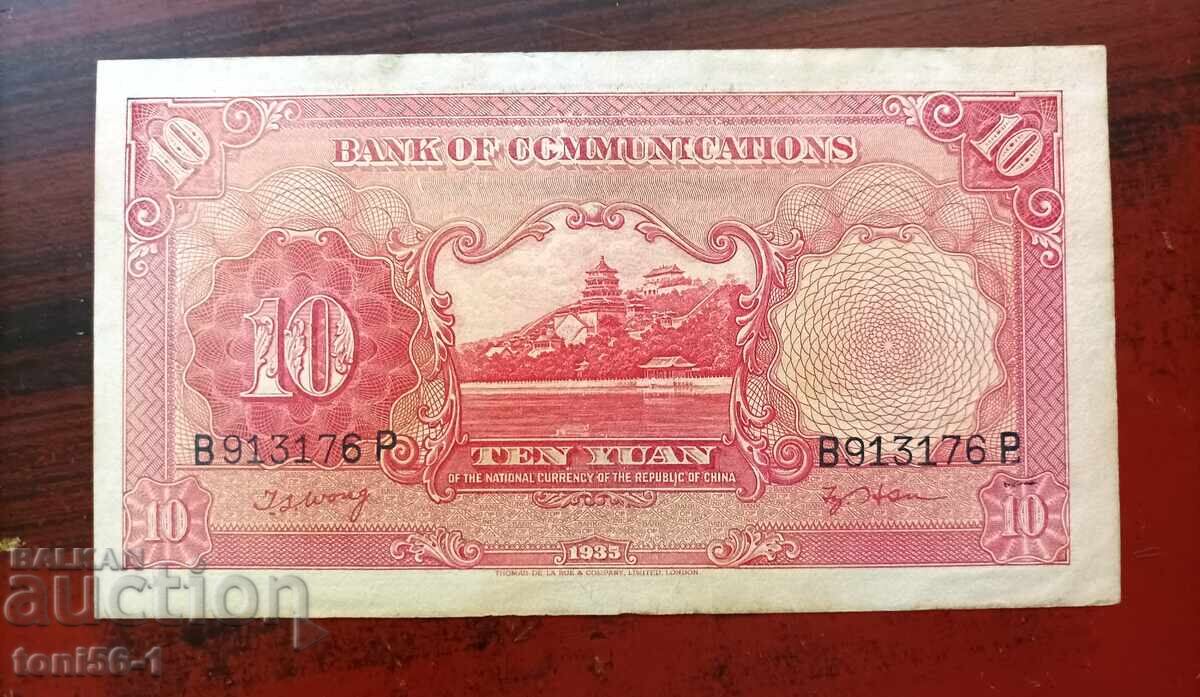 10
10
BANK OF COMMUNICATIONS
10
B913176 P
B913176 P
TEN YUAN
OF THE NATIONAL CURRENCY OF THE REPUBLIC OF CHINA
10
10
1935
THOMAS DE LA RUE & COMPANY, LIMITED, LONDON.
BALKAN
auction
toni56-1